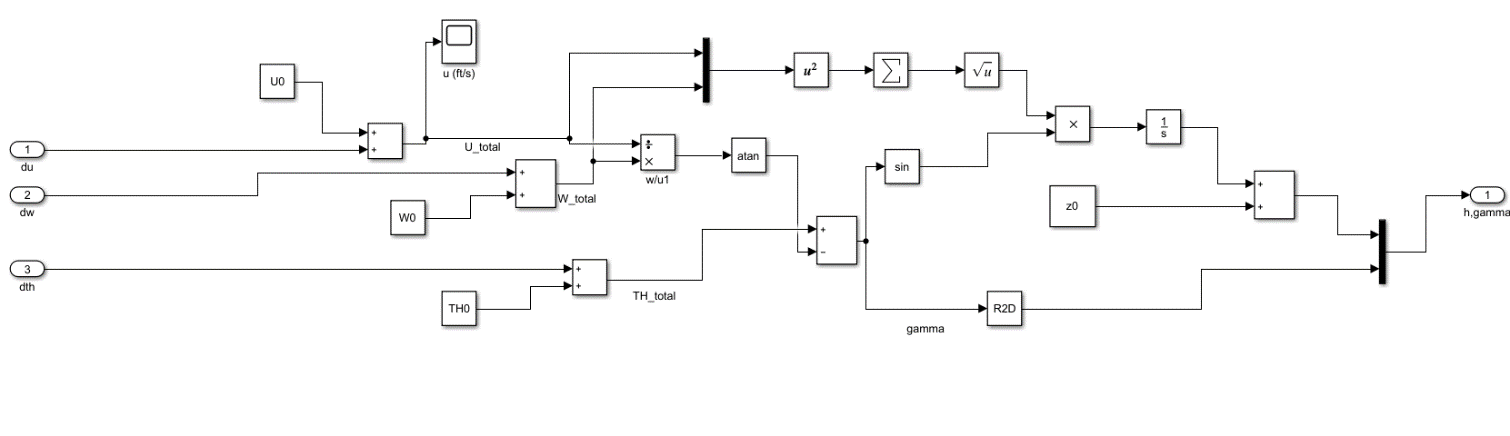 u (ft/s)
U0
+
+
1
du
U_total
2
dw
+
+
W_total
W0
3
dth
+
+
TH_total
TH0
÷
×
w/u1
atan
+
−
u²
∑
√u
sin
×
1
s
z0
+
+
gamma
R2D
1
h,gamma